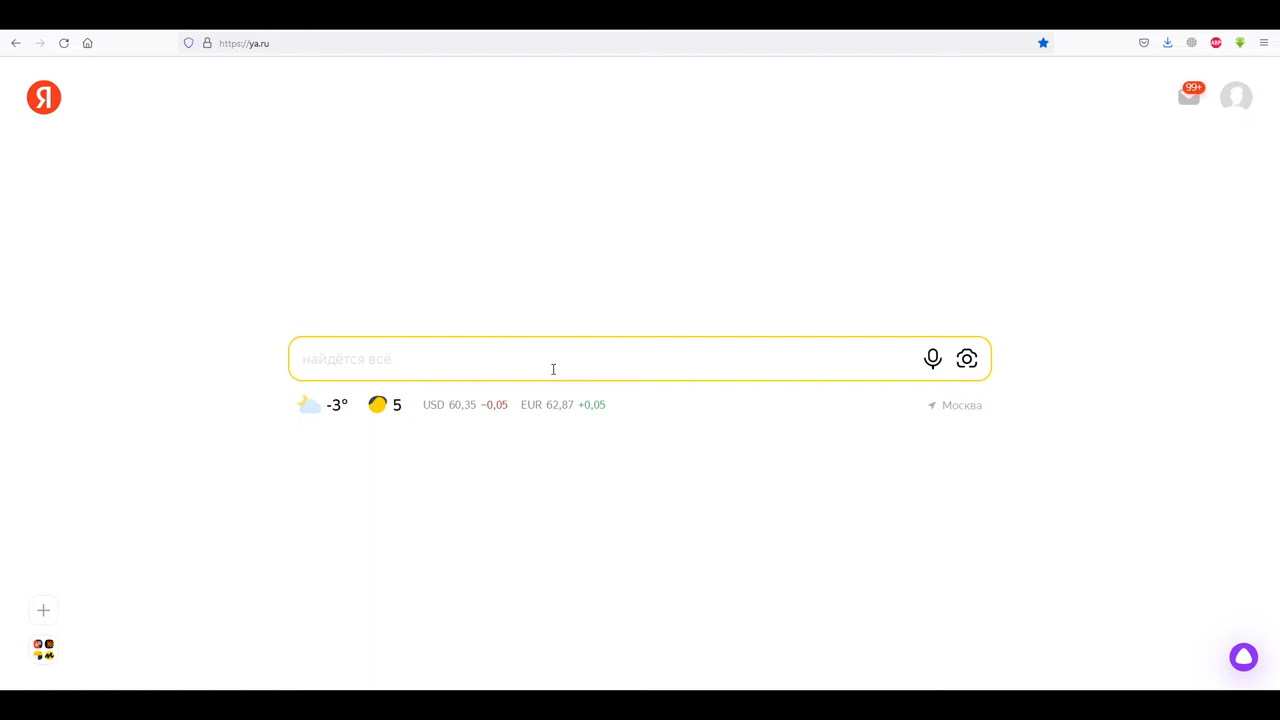 https://ya.ru
ABP
Я
99+
найдётся всё
-3° 5 USD 60,35 −0,05 EUR 62,87 +0,05 Москва